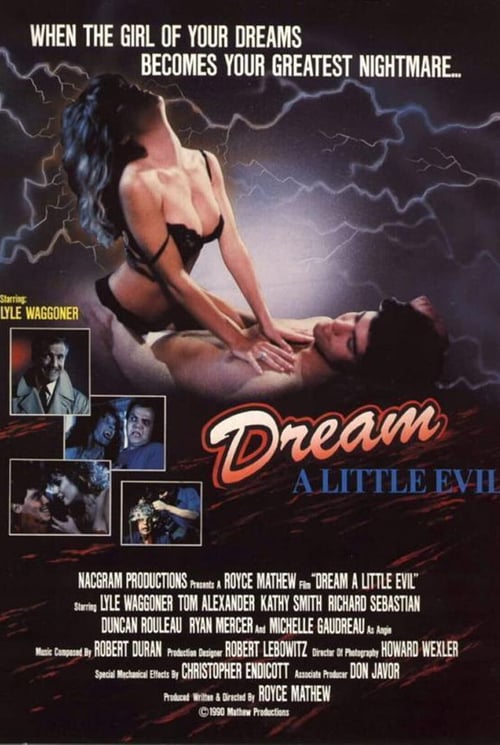 WHEN THE GIRL OF YOUR DREAMS
BECOMES YOUR GREATEST NIGHTMARE...
Starring:
LYLE WAGGONER
Dream
A LITTLE EVIL
NACGRAM PRODUCTIONS Presents A ROYCE MATHEW Film "DREAM A LITTLE EVIL"
Starring LYLE WAGGONER TOM ALEXANDER KATHY SMITH RICHARD SEBASTIAN
DUNCAN ROULEAU RYAN MERCER And MICHELLE GAUDREAU As Angin
Music Composed By ROBERT DURAN Production Designer ROBERT LEBOWITZ Director Of Photography HOWARD WEXLER
Special Mechanical Effects By CHRISTOPHER ENDICOTT Associate Producer DON JAVOR
Produced Written & Directed By ROYCE MATHEW
©1990 Mathew Productions